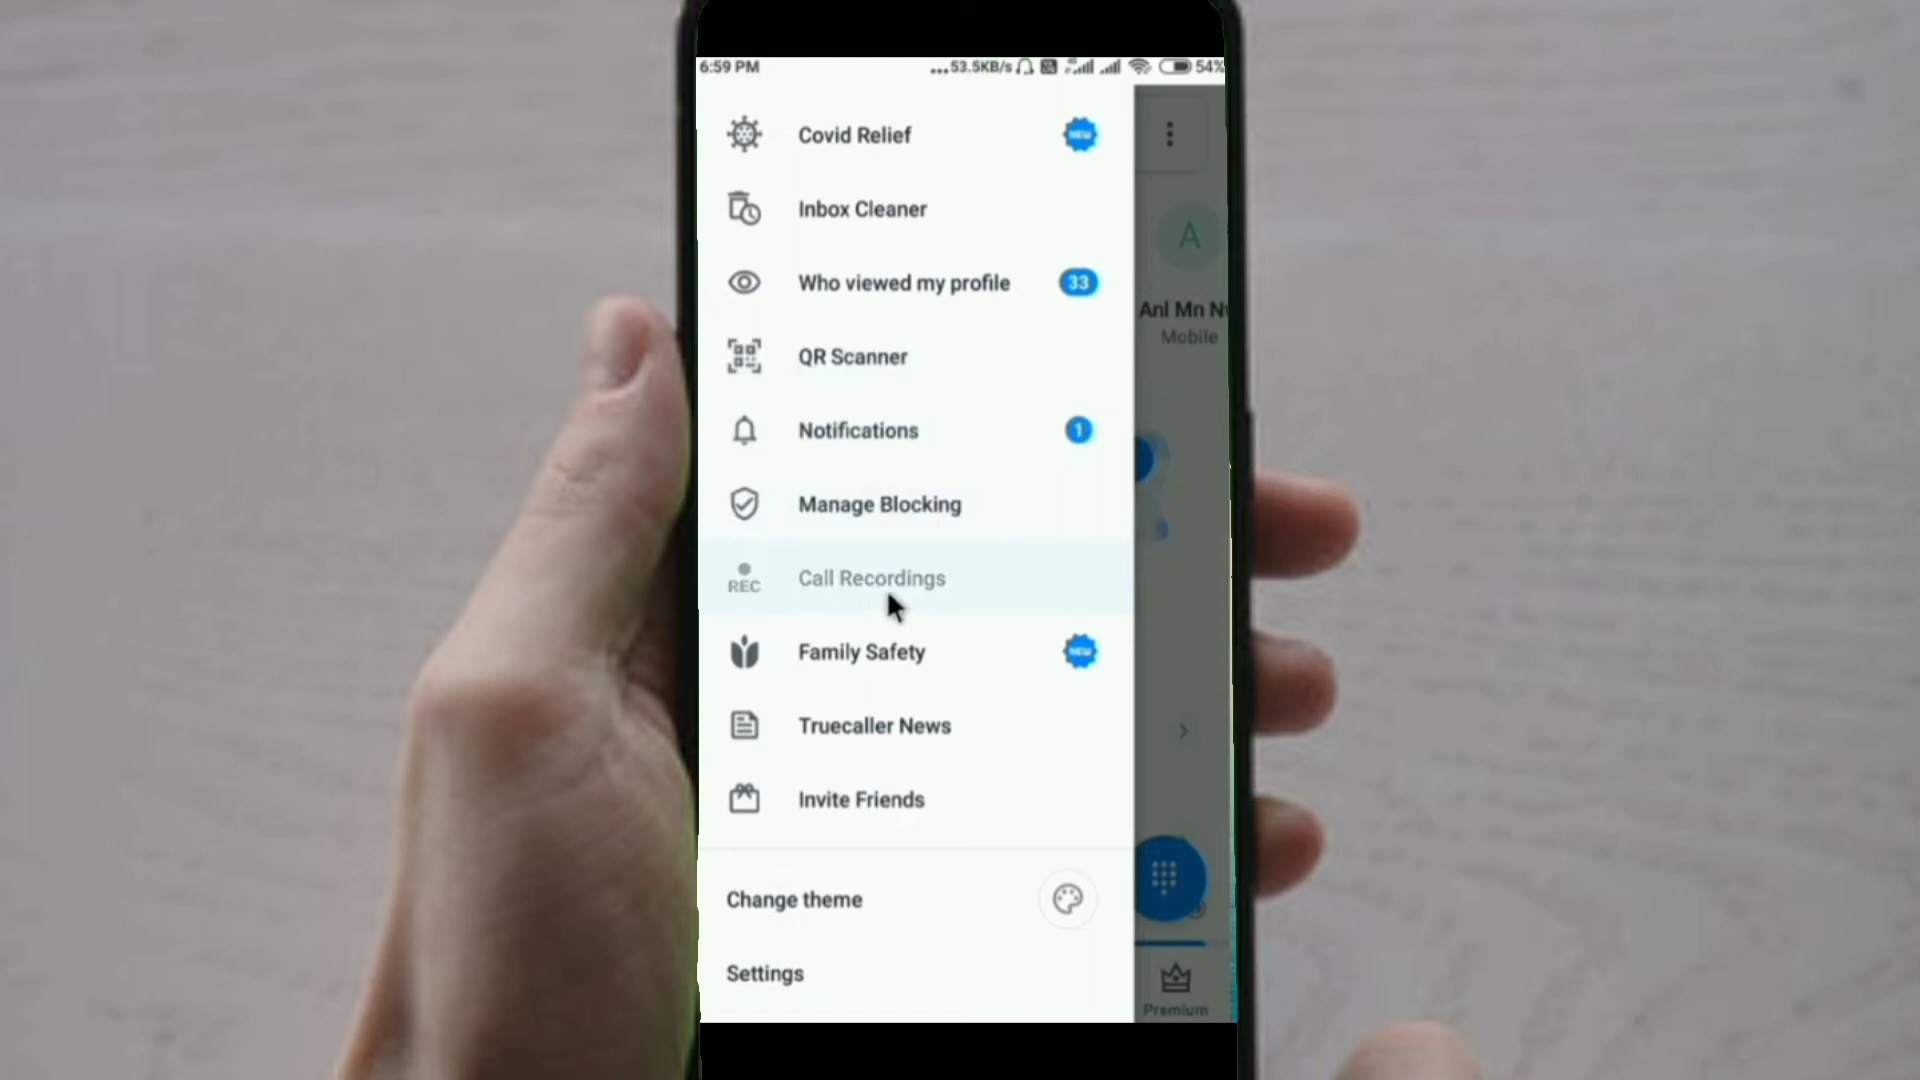 6:59 PM ...53.5KB/s 54%
Covid Relief NEW
Inbox Cleaner
Who viewed my profile 33
QR Scanner
Notifications 1
Manage Blocking
REC Call Recordings
Family Safety NEW
Truecaller News
Invite Friends
Change theme
Settings
A
Anl Mn
Mobile
Premium